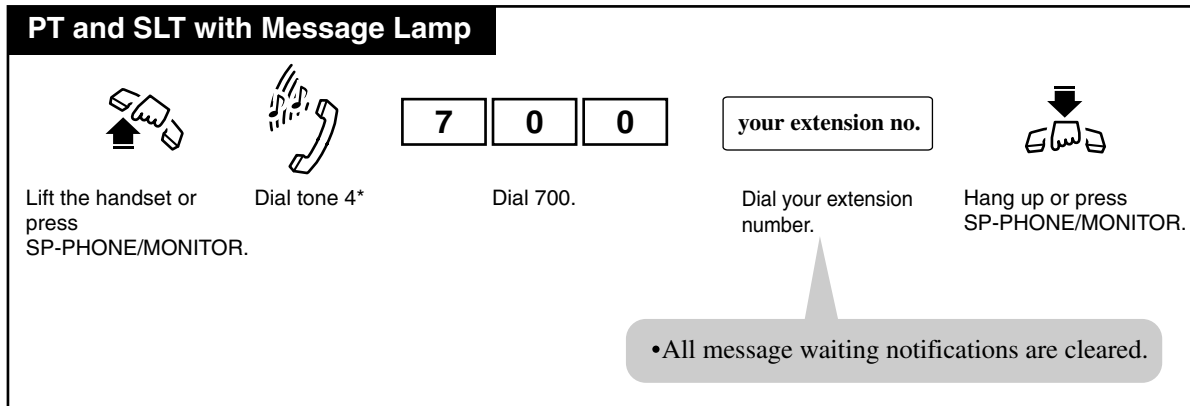 PT and SLT with Message Lamp
7 0 0
your extension no.
Lift the handset or
press
SP-PHONE/MONITOR.
Dial tone 4*
Dial 700.
Dial your extension
number.
Hang up or press
SP-PHONE/MONITOR.
•All message waiting notifications are cleared.